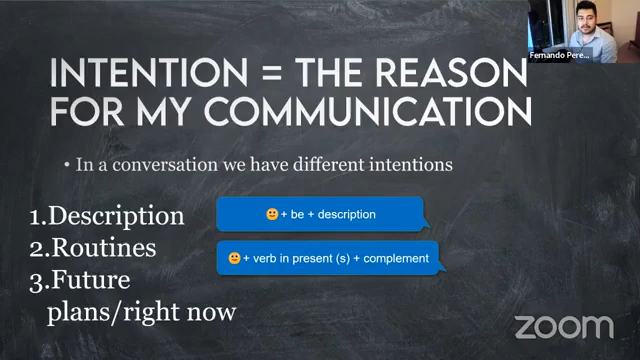 Fernando Pere...
INTENTION = THE REASON
FOR MY COMMUNICATION
• In a conversation we have different intentions
1.Description
2.Routines
3.Future
plans/right now
🙂 + be + description
🙂 + verb in present (s) + complement
zoom